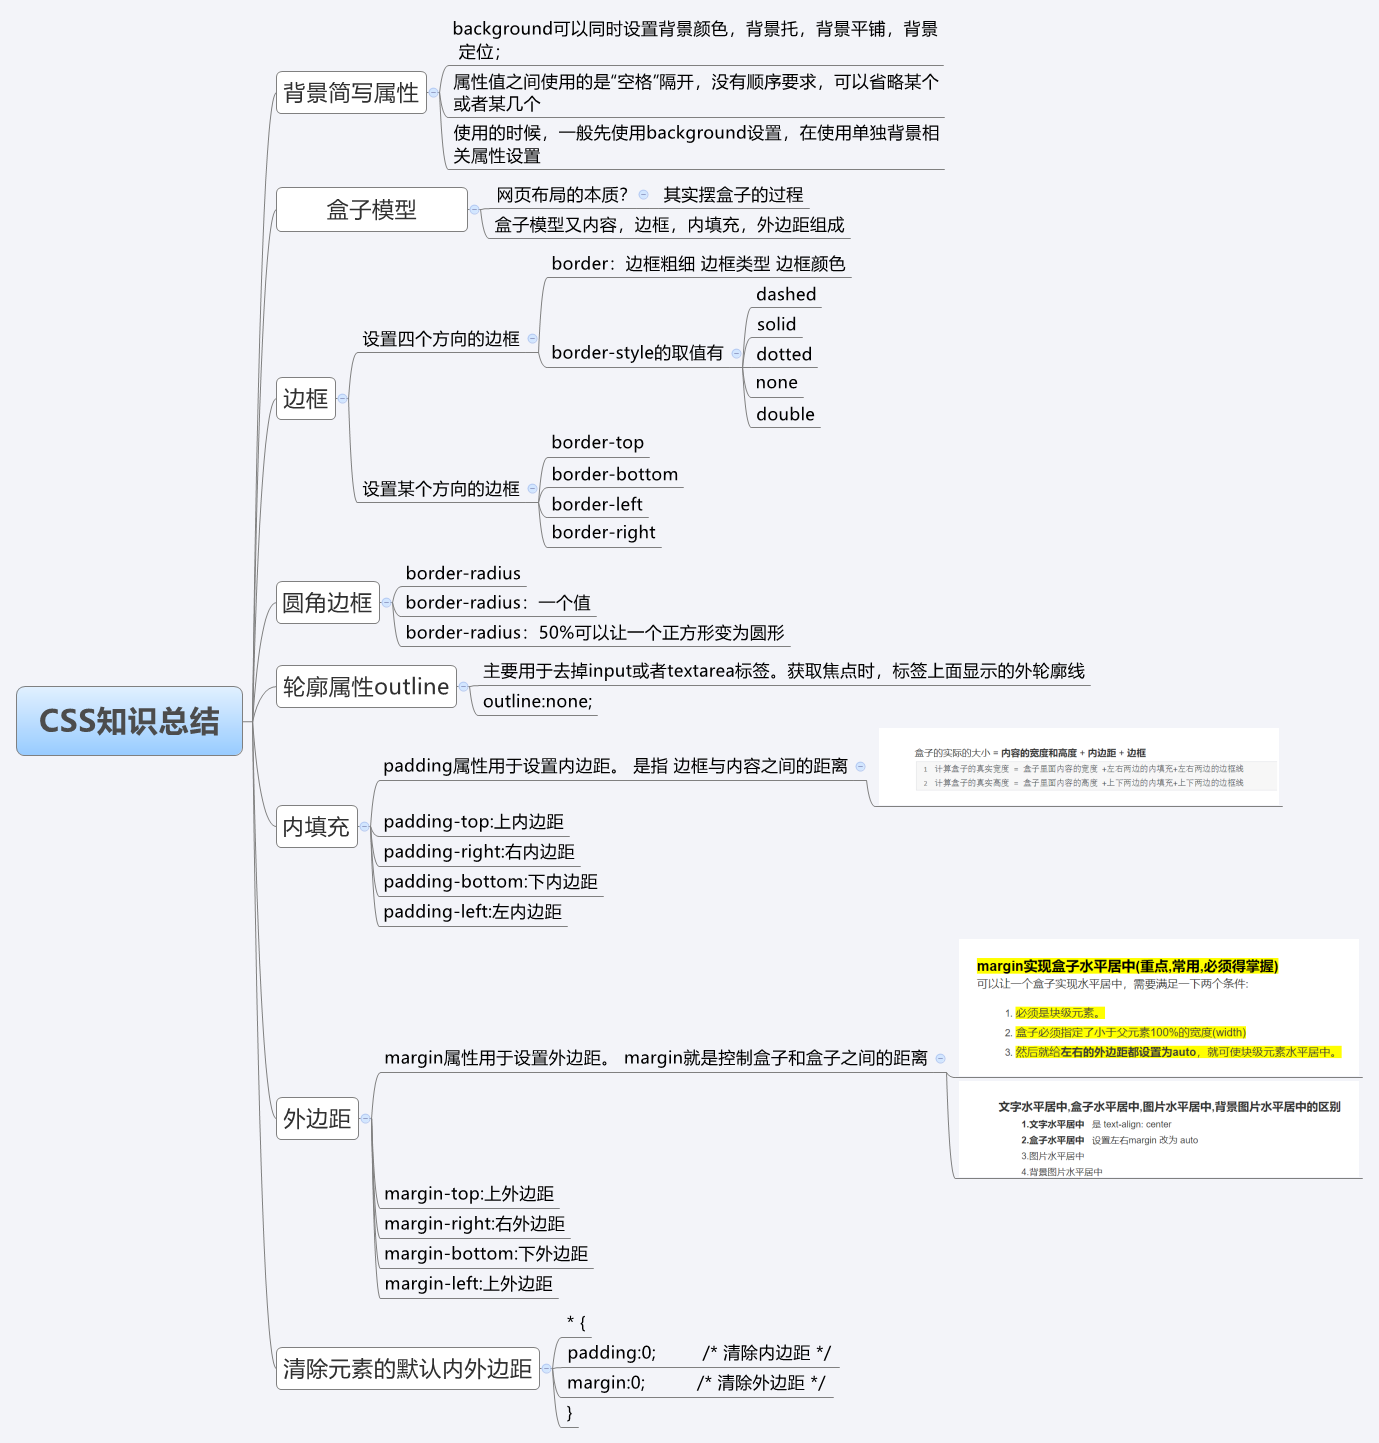 CSS知识总结
背景简写属性
background可以同时设置背景颜色，背景托，背景平铺，背景
定位；
属性值之间使用的是“空格”隔开，没有顺序要求，可以省略某个
或者某几个
使用的时候，一般先使用background设置，在使用单独背景相
关属性设置
盒子模型
网页布局的本质？ 其实摆盒子的过程
盒子模型又内容，边框，内填充，外边距组成
边框
设置四个方向的边框
border：边框粗细 边框类型 边框颜色
border-style的取值有
dashed
solid
dotted
none
double
设置某个方向的边框
border-top
border-bottom
border-left
border-right
圆角边框
border-radius
border-radius：一个值
border-radius：50%可以让一个正方形变为圆形
轮廓属性outline
主要用于去掉input或者textarea标签。获取焦点时，标签上面显示的外轮廓线
outline:none;
内填充
padding属性用于设置内边距。 是指 边框与内容之间的距离
盒子的实际的大小 = 内容的宽度和高度 + 内边距 + 边框
1 计算盒子的真实宽度 = 盒子里面内容的宽度 +左右两边的内填充+左右两边的边框线
2 计算盒子的真实高度 = 盒子里面内容的高度 +上下两边的内填充+上下两边的边框线
padding-top:上内边距
padding-right:右内边距
padding-bottom:下内边距
padding-left:左内边距
外边距
margin属性用于设置外边距。 margin就是控制盒子和盒子之间的距离
margin实现盒子水平居中(重点,常用,必须得掌握)
可以让一个盒子实现水平居中，需要满足一下两个条件:
1. 必须是块级元素。
2. 盒子必须指定了小于父元素100%的宽度(width)
3. 然后就给左右的外边距都设置为auto，就可使块级元素水平居中。
文字水平居中,盒子水平居中,图片水平居中,背景图片水平居中的区别
1.文字水平居中 是 text-align: center
2.盒子水平居中 设置左右margin 改为 auto
3.图片水平居中
4.背景图片水平居中
margin-top:上外边距
margin-right:右外边距
margin-bottom:下外边距
margin-left:上外边距
清除元素的默认内外边距
* {
padding:0; /* 清除内边距 */
margin:0; /* 清除外边距 */
}